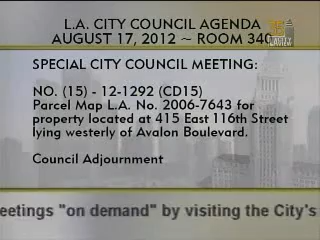 L.A. CITY COUNCIL AGENDA
AUGUST 17, 2012 ~ ROOM 340
SPECIAL CITY COUNCIL MEETING:
NO. (15) - 12-1292 (CD15)
Parcel Map L.A. No. 2006-7643 for
property located at 415 East 116th Street
lying westerly of Avalon Boulevard.
Council Adjournment
eetings "on demand" by visiting the City's